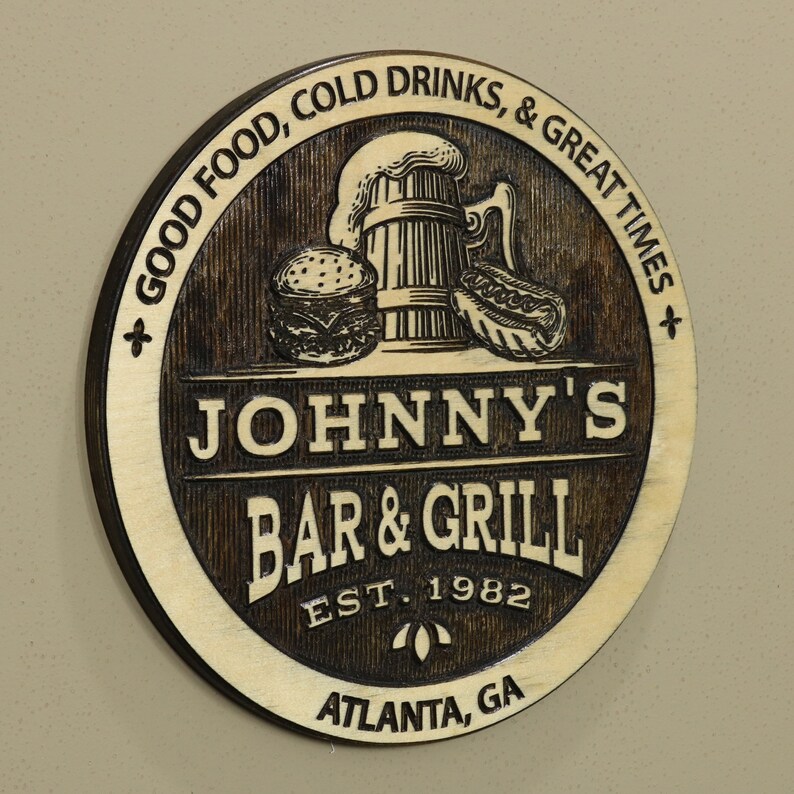 GOOD FOOD, COLD DRINKS, & GREAT TIMES
JOHNNY'S
BAR & GRILL
EST. 1982
ATLANTA, GA